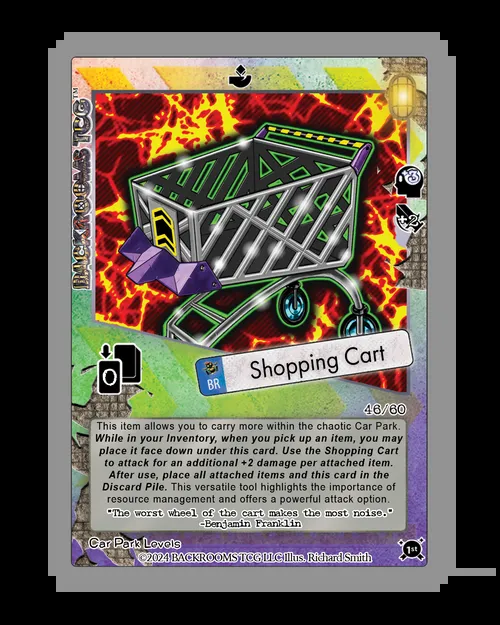 BACKROOMS TCG™
+3
+2
0
BR
Shopping Cart
46/60
This item allows you to carry more within the chaotic Car Park.
While in your Inventory, when you pick up an item, you may
place it face down under this card. Use the Shopping Cart
to attack for an additional +2 damage per attached item.
After use, place all attached items and this card in the
Discard Pile. This versatile tool highlights the importance of
resource management and offers a powerful attack option.
"The worst wheel of the cart makes the most noise."
-Benjamin Franklin
Car Park Levels
©2024 BACKROOMS TCG LLC Illus. Richard Smith
1st